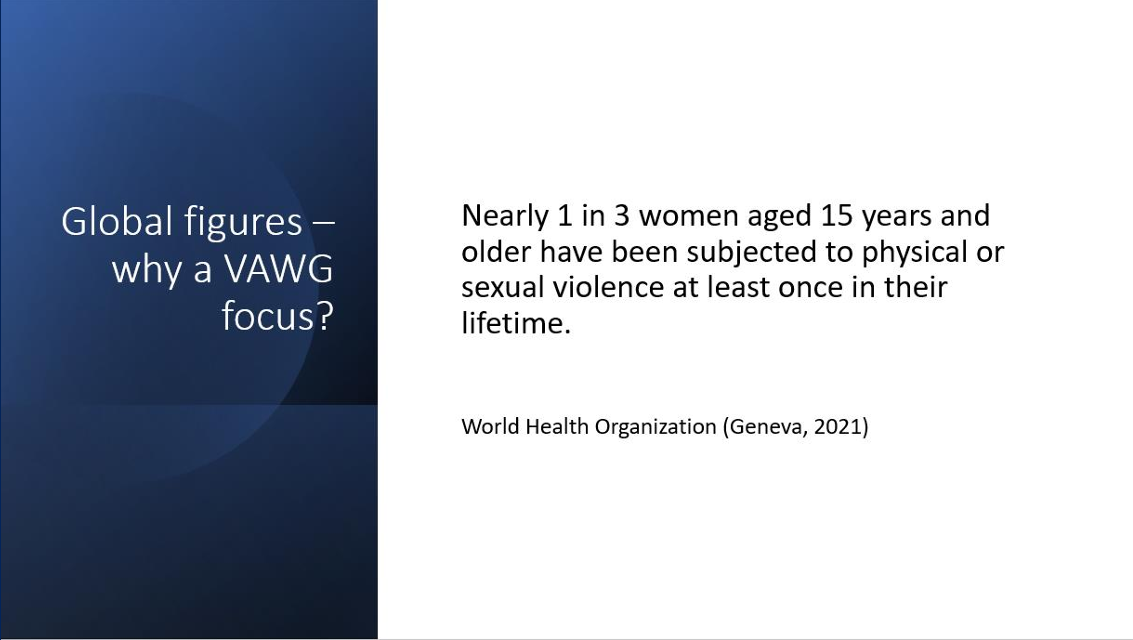 Global figures –
why a VAWG
focus?
Nearly 1 in 3 women aged 15 years and
older have been subjected to physical or
sexual violence at least once in their
lifetime.
World Health Organization (Geneva, 2021)